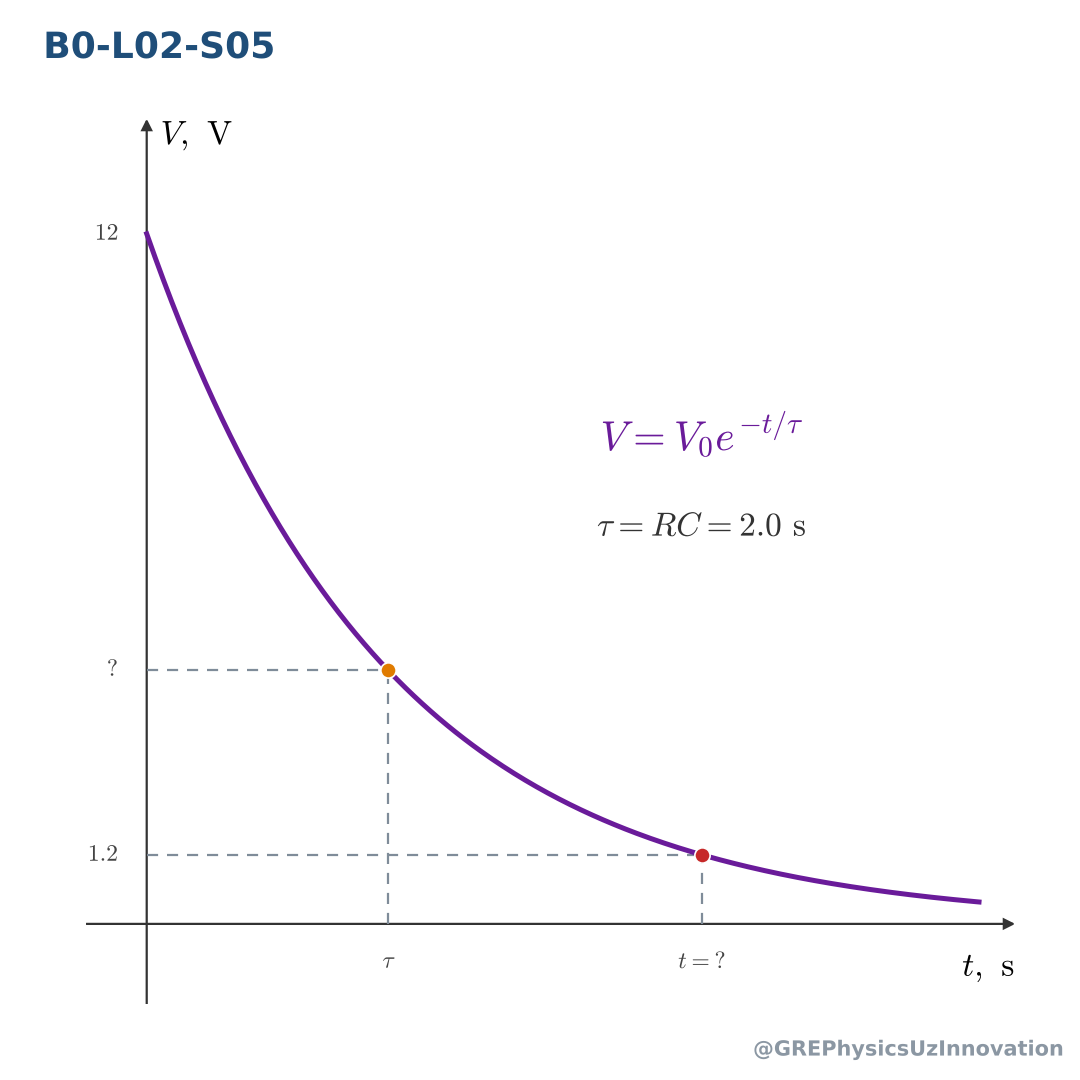 B0-L02-S05
V, V
12
V = V₀e^{−t/τ}
τ = RC = 2.0 s
?
1.2
τ
t = ?
t, s
@GREPhysicsUzInnovation